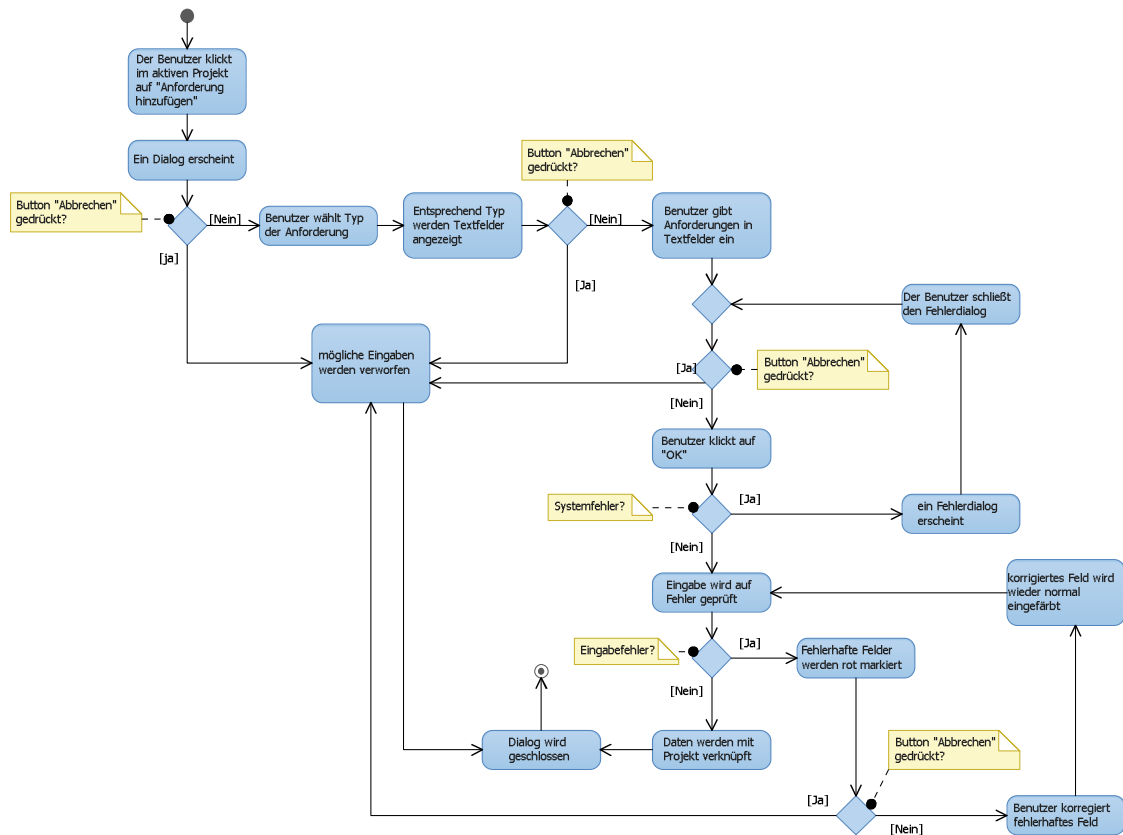 Der Benutzer klickt
im aktiven Projekt
auf "Anforderung
hinzufügen"
Ein Dialog erscheint
Button "Abbrechen"
gedrückt?
[Nein]
[ja]
Benutzer wählt Typ
der Anforderung
Entsprechend Typ
werden Textfelder
angezeigt
Button "Abbrechen"
gedrückt?
[Nein]
[Ja]
Benutzer gibt
Anforderungen in
Textfelder ein
Der Benutzer schließt
den Fehlerdialog
mögliche Eingaben
werden verworfen
[Ja]
Button "Abbrechen"
gedrückt?
[Nein]
Benutzer klickt auf
"OK"
Systemfehler?
[Ja]
ein Fehlerdialog
erscheint
[Nein]
Eingabe wird auf
Fehler geprüft
korrigiertes Feld wird
wieder normal
eingefärbt
Eingabefehler?
[Ja]
Fehlerhafte Felder
werden rot markiert
[Nein]
Dialog wird
geschlossen
Daten werden mit
Projekt verknüpft
Button "Abbrechen"
gedrückt?
[Ja]
[Nein]
Benutzer korregiert
fehlerhaftes Feld